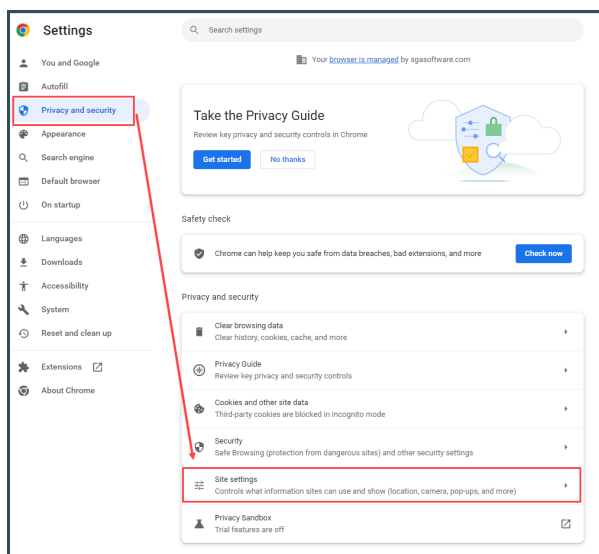 Settings
Search settings
Your browser is managed by sgasoftware.com
You and Google
Autofill
Privacy and security
Appearance
Search engine
Default browser
On startup
Languages
Downloads
Accessibility
System
Reset and clean up
Extensions
About Chrome
Take the Privacy Guide
Review key privacy and security controls in Chrome
Get started
No thanks
Safety check
Chrome can help keep you safe from data breaches, bad extensions, and more
Check now
Privacy and security
Clear browsing data
Clear history, cookies, cache, and more
Privacy Guide
Review key privacy and security controls
Cookies and other site data
Third-party cookies are blocked in Incognito mode
Security
Safe Browsing (protection from dangerous sites) and other security settings
Site settings
Controls what information sites can use and show (location, camera, pop-ups, and more)
Privacy Sandbox
Trial features are off